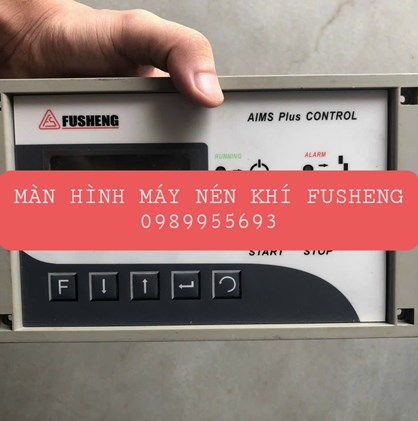 FUSHENG
AIMS Plus CONTROL
RUNNING
ALARM
MÀN HÌNH MÁY NÉN KHÍ FUSHENG
0989955693
START STOP
F